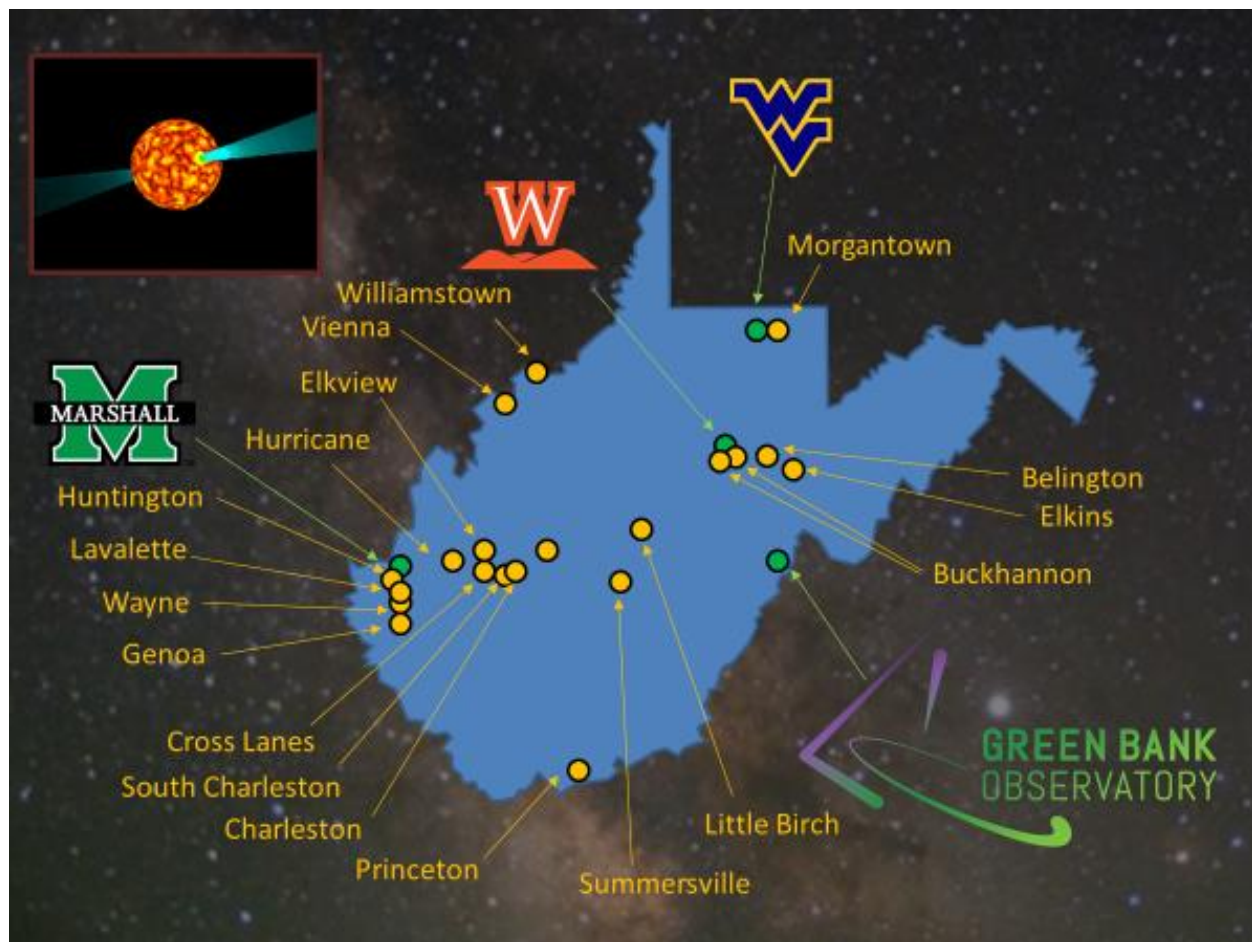 WV
W
Morgantown
Williamstown
Vienna
Elkview
M
MARSHALL
Hurricane
Huntington
Belington
Elkins
Lavalette
Buckhannon
Wayne
Genoa
Cross Lanes
GREEN BANK
OBSERVATORY
South Charleston
Charleston
Little Birch
Princeton
Summersville